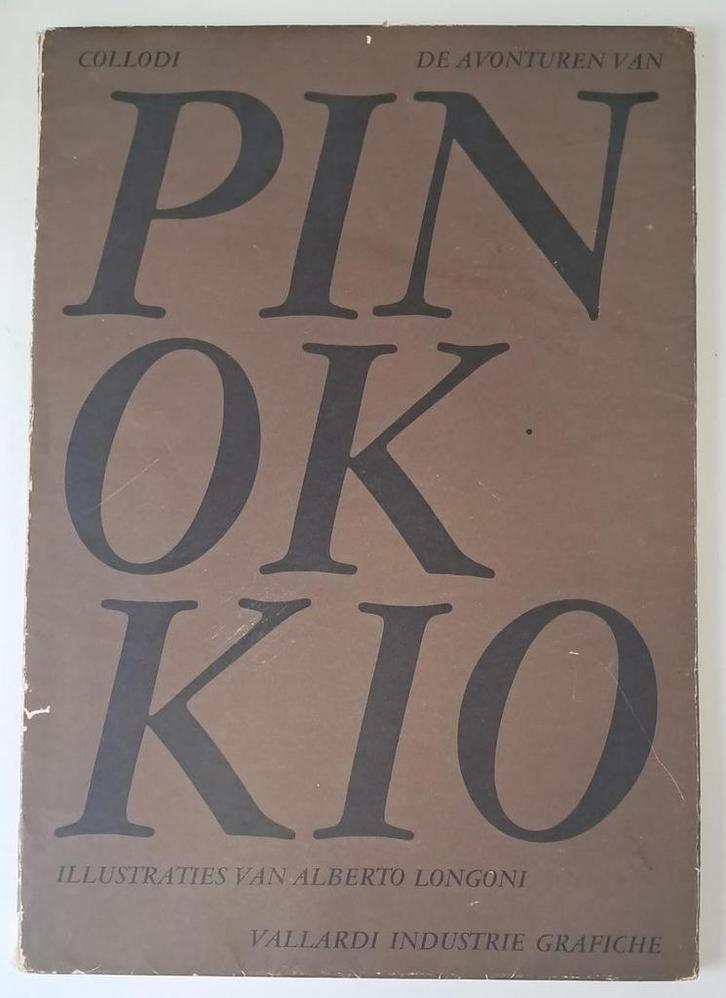 COLLODI DE AVONTUREN VAN
PIN
OK
KIO
ILLUSTRATIES VAN ALBERTO LONGONI
VALLARDI INDUSTRIE GRAFICHE